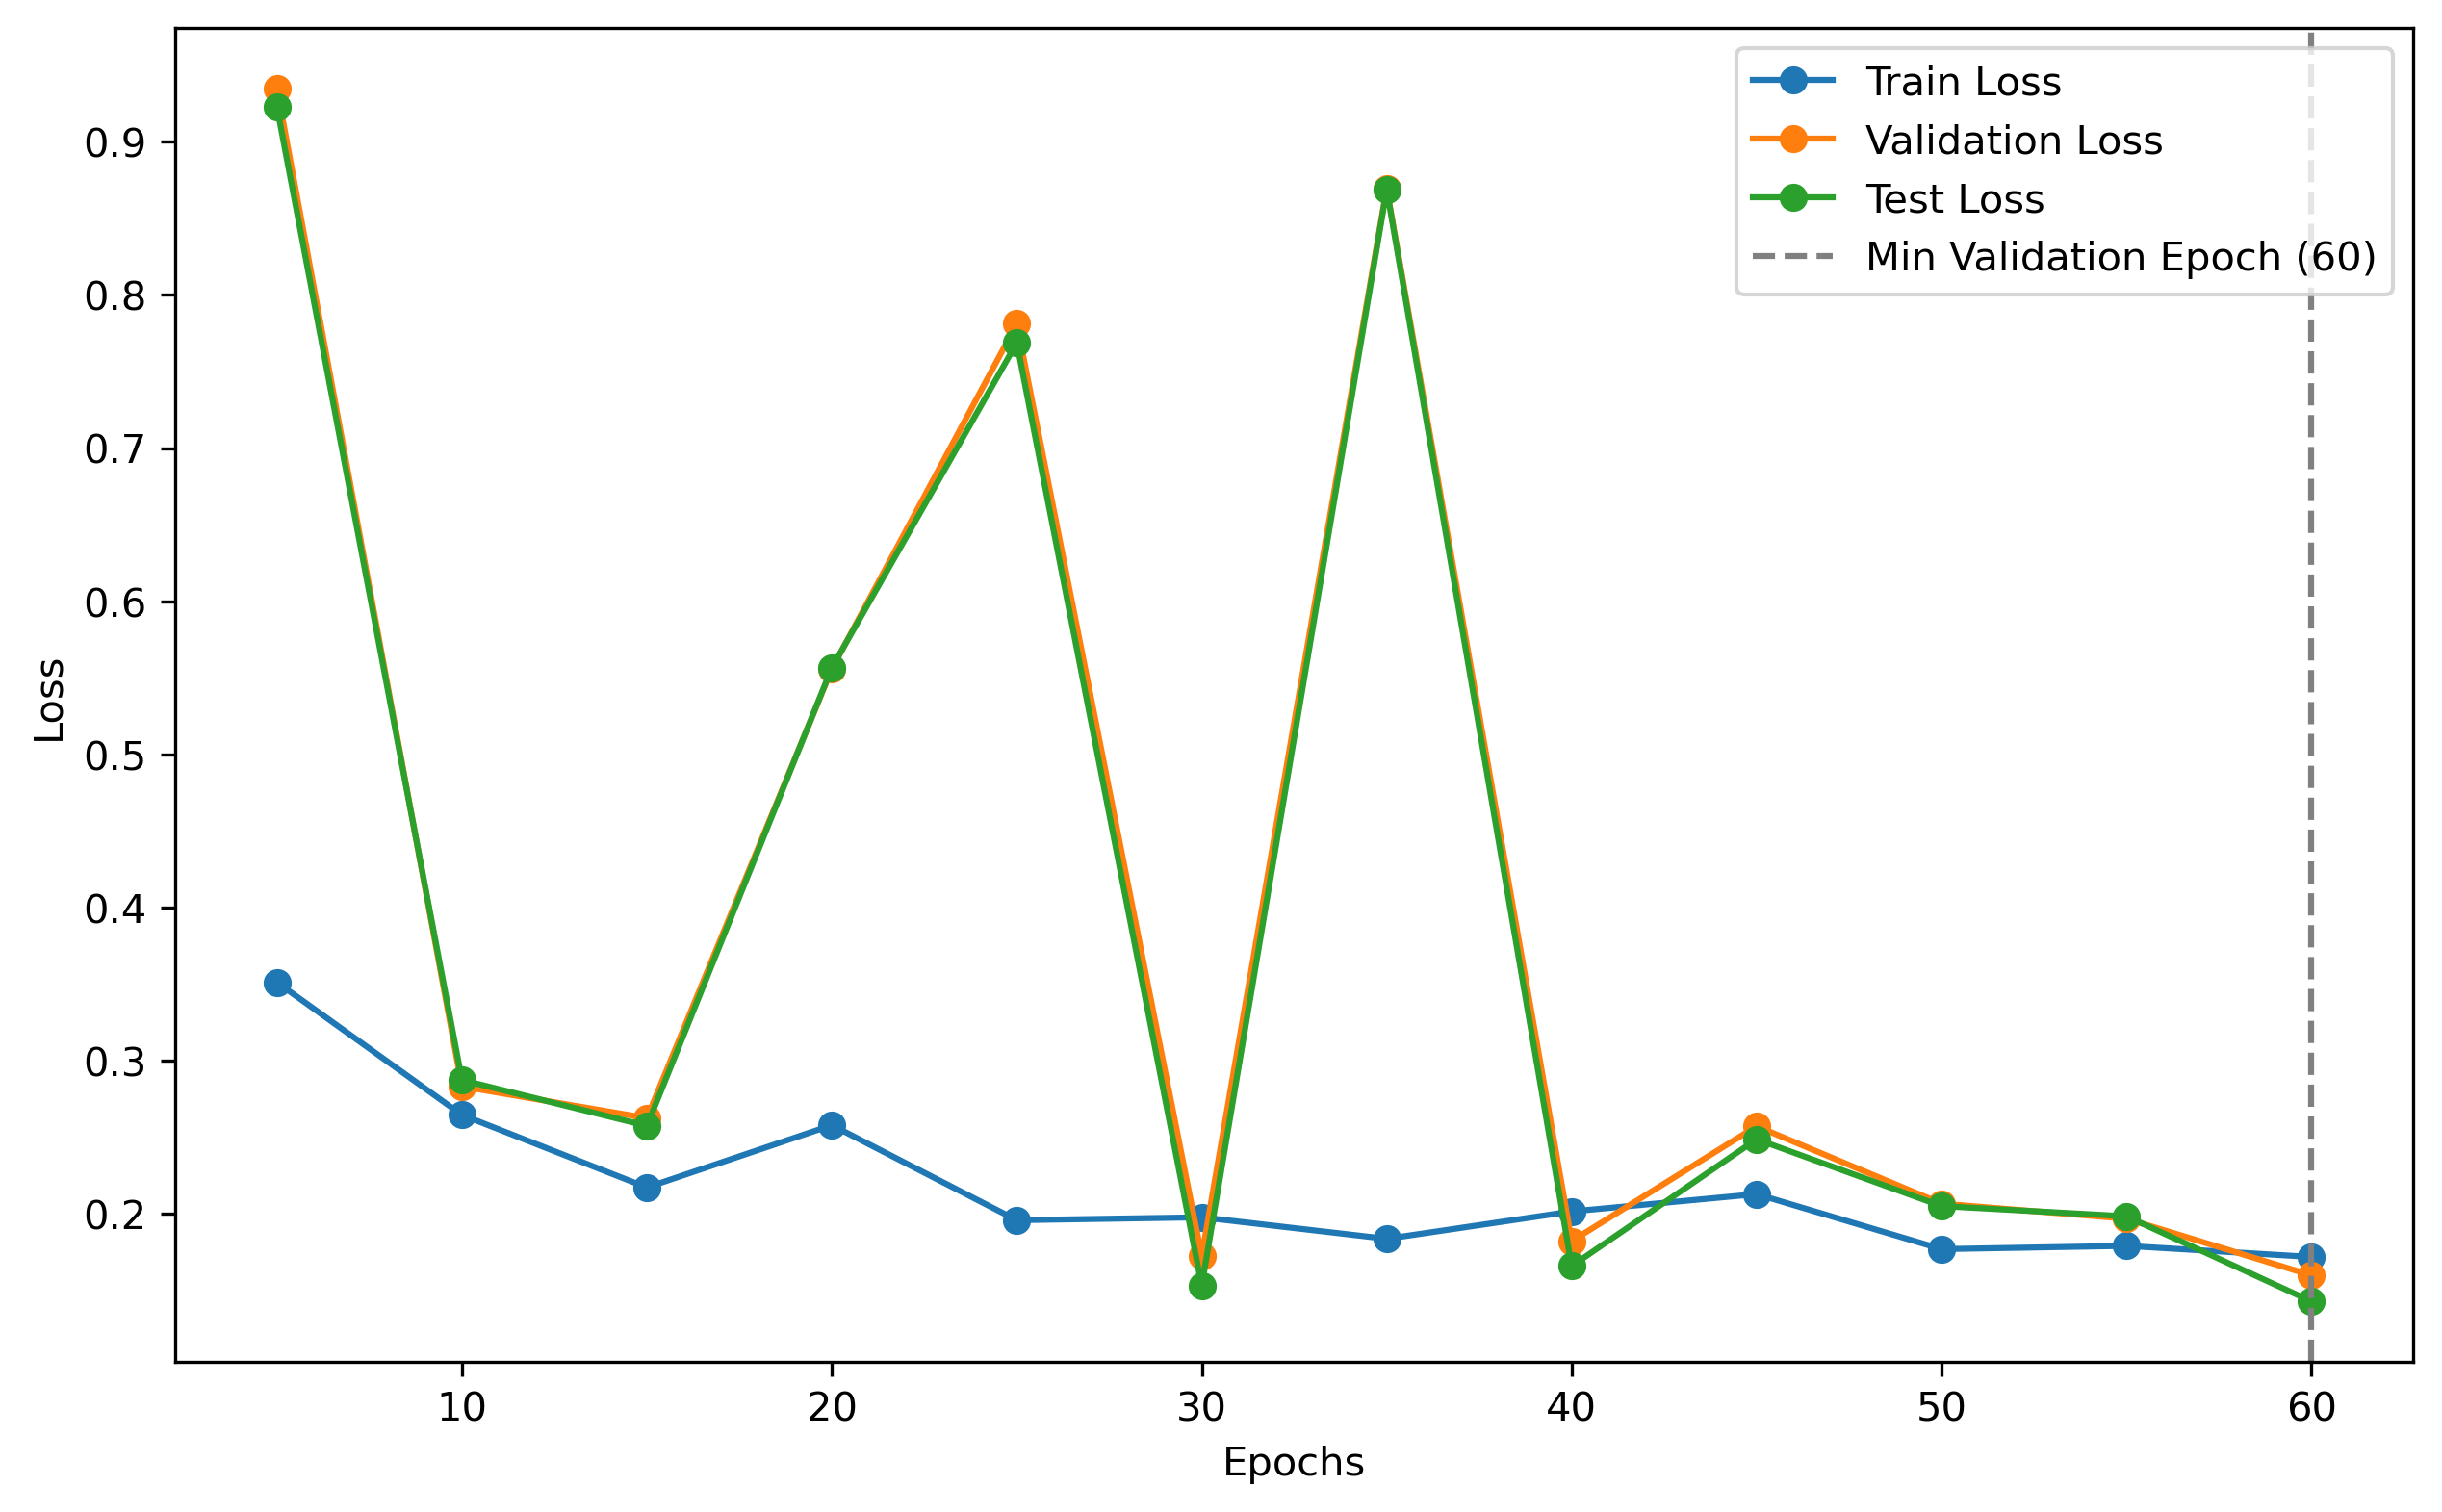 Train Loss
Validation Loss
Test Loss
Min Validation Epoch (60)
0.9
0.8
0.7
0.6
0.5
0.4
0.3
0.2
Loss
10 20 30 40 50 60
Epochs